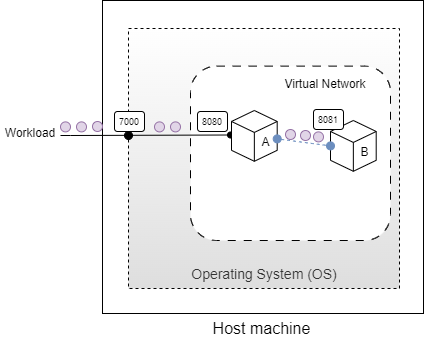 Virtual Network
Workload
7000
8080
8081
A
B
Operating System (OS)
Host machine